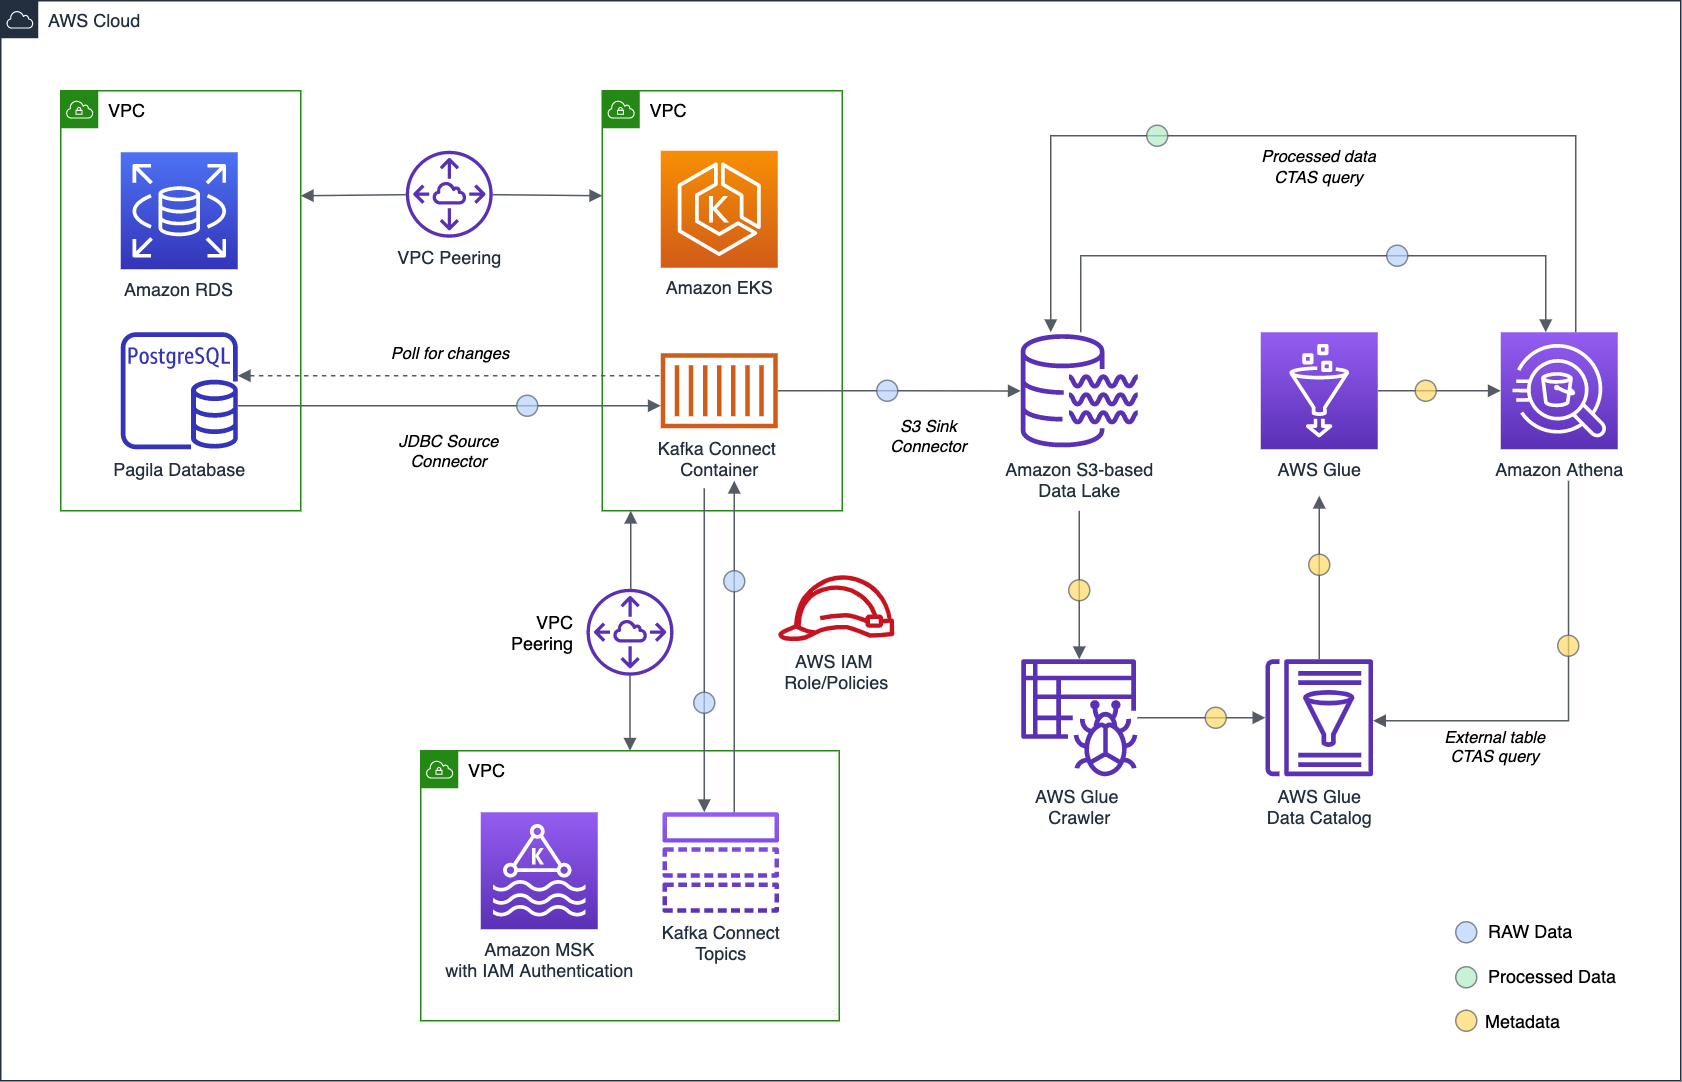 AWS Cloud
VPC
Amazon RDS
PostgreSQL
Pagila Database
VPC Peering
Poll for changes
JDBC Source
Connector
VPC
Amazon EKS
K
Kafka Connect
Container
S3 Sink
Connector
Processed data
CTAS query
Amazon S3-based
Data Lake
AWS Glue
Amazon Athena
VPC
Peering
AWS IAM
Role/Policies
AWS Glue
Crawler
AWS Glue
Data Catalog
External table
CTAS query
VPC
K
Amazon MSK
with IAM Authentication
Kafka Connect
Topics
RAW Data
Processed Data
Metadata